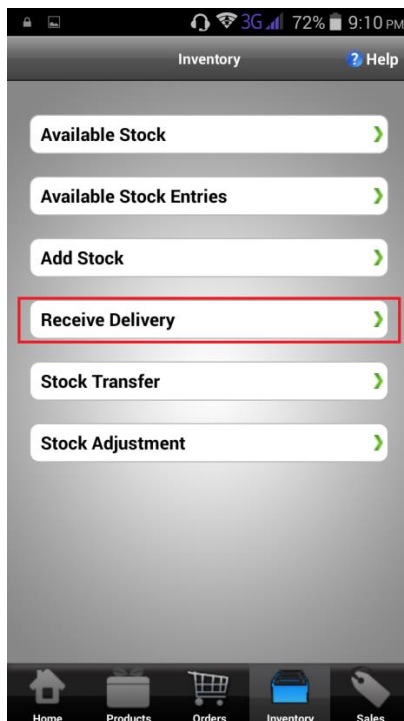 3G 72% 9:10 PM
Inventory ? Help
Available Stock
Available Stock Entries
Add Stock
Receive Delivery
Stock Transfer
Stock Adjustment
Home Products Orders Inventory Sales